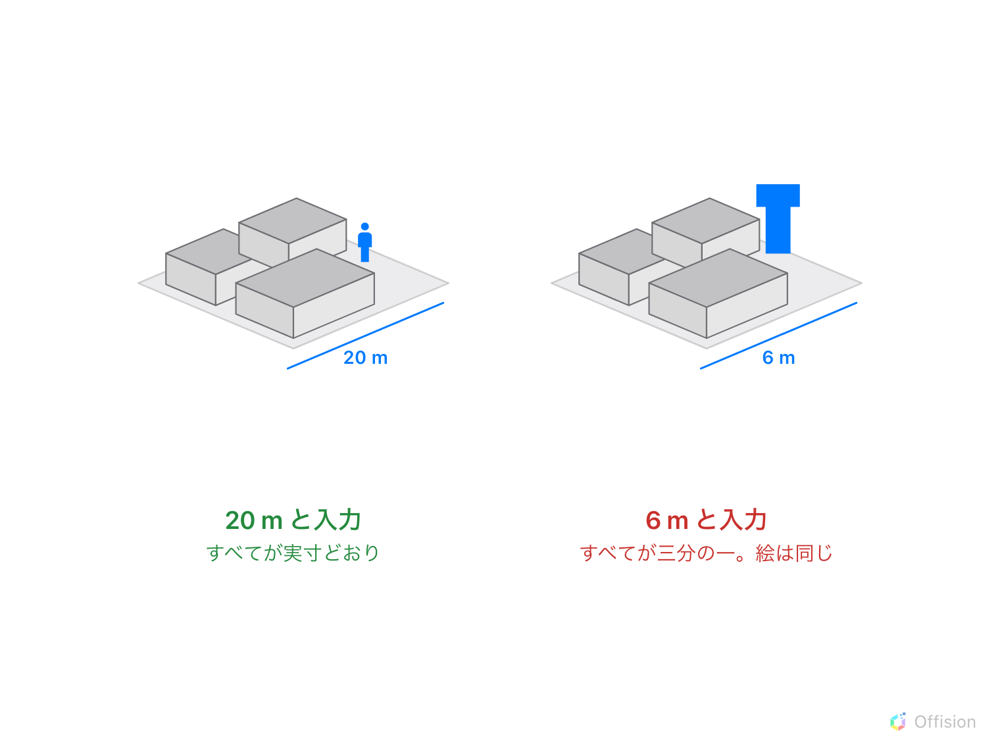 20 m
6 m
20 m と入力
すべてが実寸どおり
6 m と入力
すべてが三分の一。絵は同じ
Offision